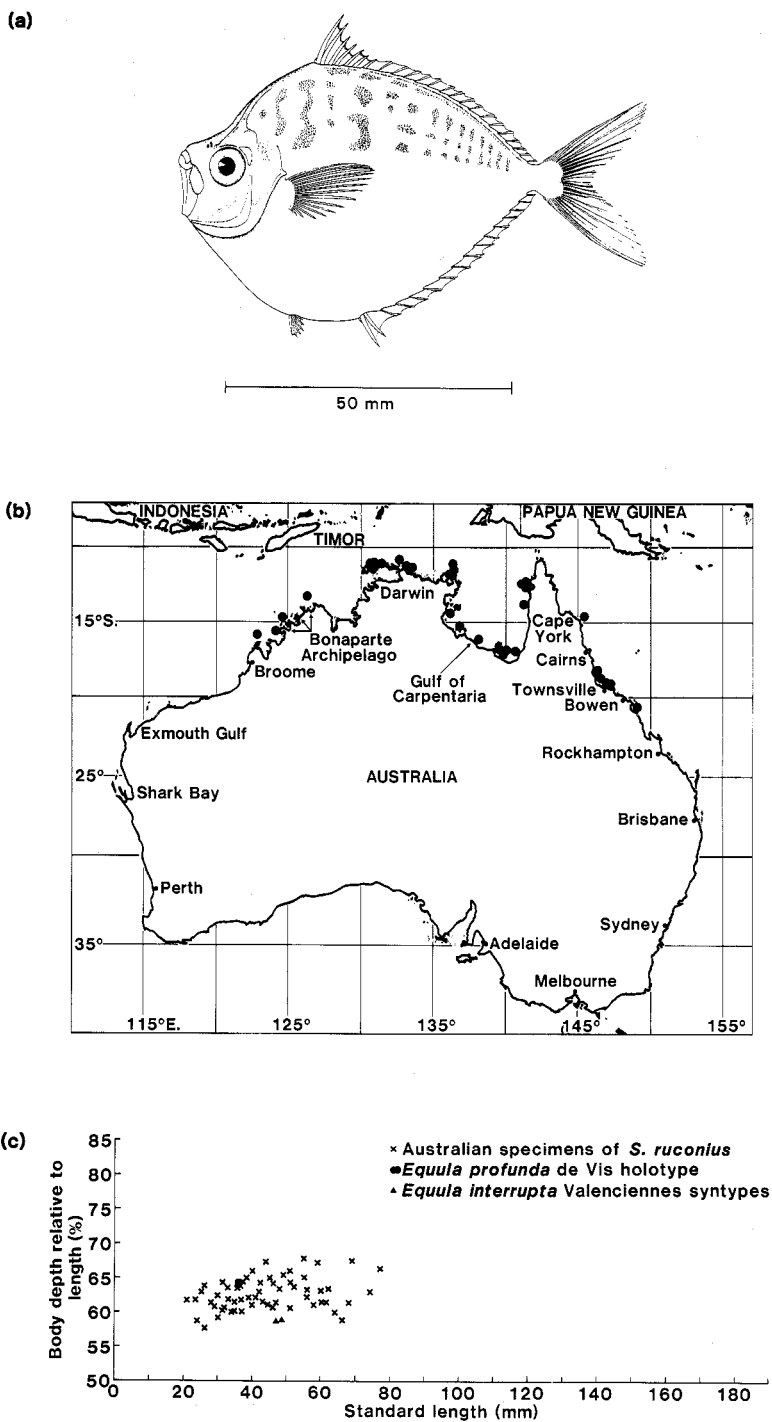 (a)
50 mm
(b)
INDONESIA
PAPUA NEW GUINEA
TIMOR
Darwin
15°S.
Bonaparte
Archipelago
Cape
York
Broome
Gulf of
Carpentaria
Cairns
Townsville
Bowen
Exmouth Gulf
Rockhampton
25°
AUSTRALIA
Shark Bay
Brisbane
Perth
Sydney
35°
Adelaide
Melbourne
115°E.
125°
135°
145°
155°
(c)
Body depth relative to
length (%)
85
80
75
70
65
60
55
50
× Australian specimens of S. ruconius
● Equula profunda de Vis holotype
▲ Equula interrupta Valenciennes syntypes
0 20 40 60 80 100 120 140 160 180
Standard length (mm)